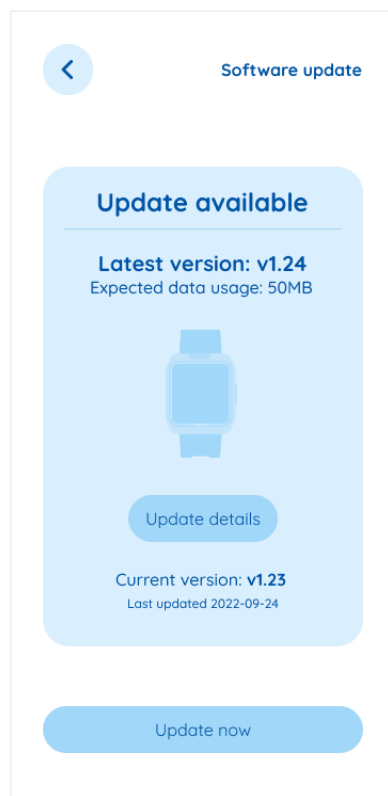 Software update
Update available
Latest version: v1.24
Expected data usage: 50MB
Update details
Current version: v1.23
Last updated 2022-09-24
Update now